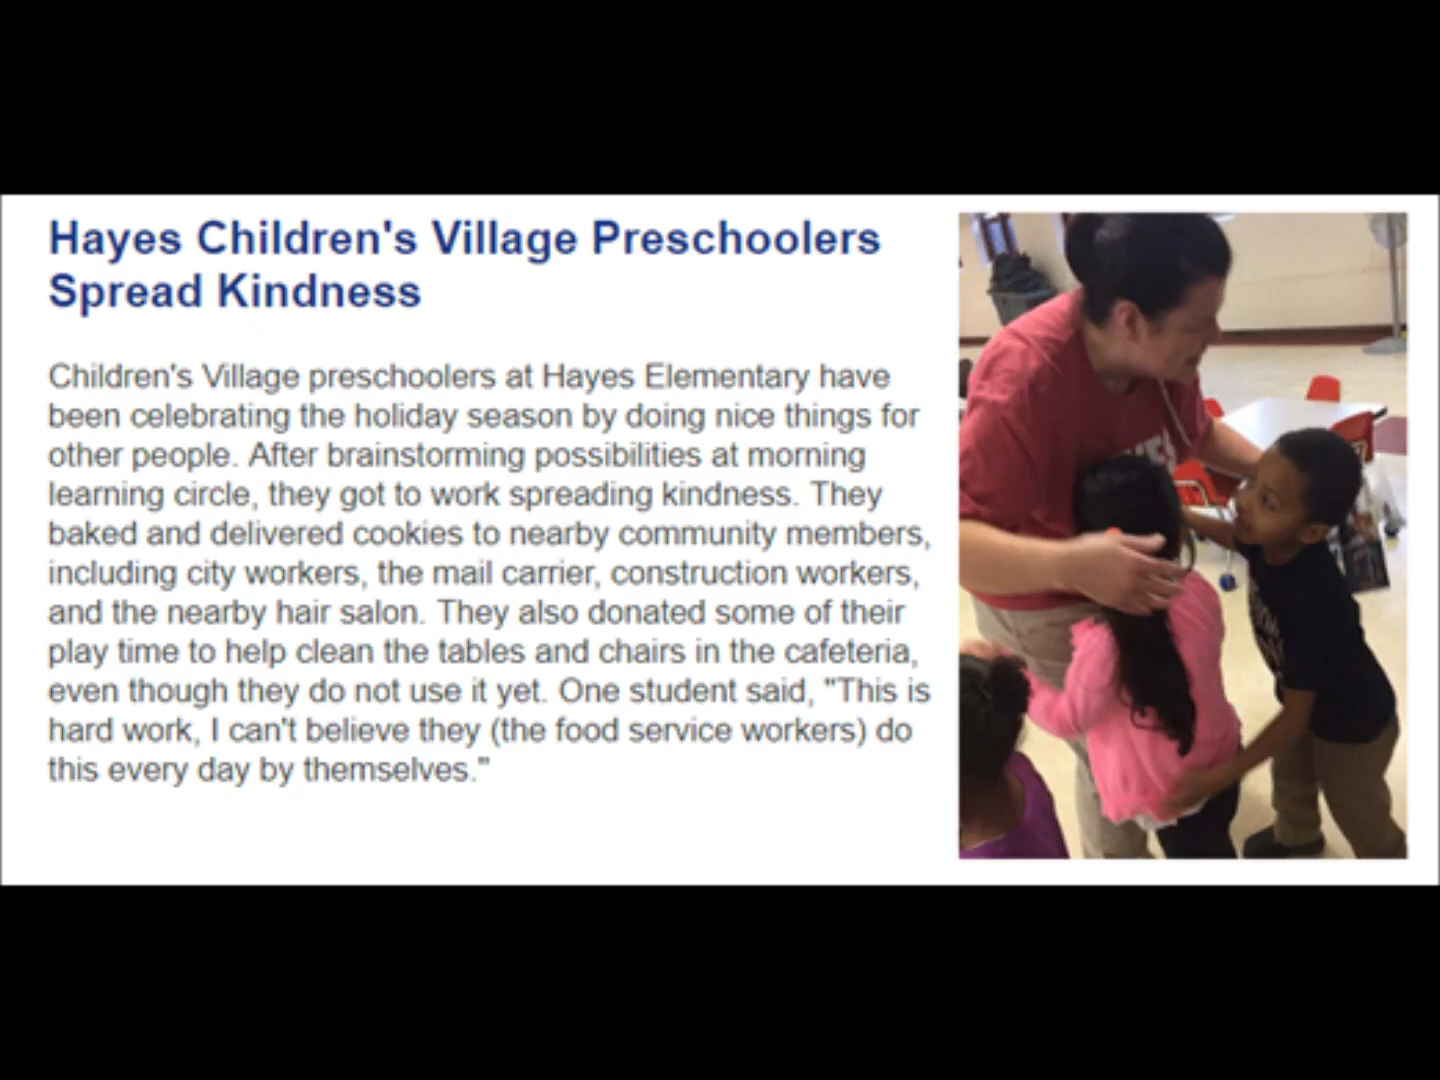 Hayes Children's Village Preschoolers
Spread Kindness
Children's Village preschoolers at Hayes Elementary have
been celebrating the holiday season by doing nice things for
other people. After brainstorming possibilities at morning
learning circle, they got to work spreading kindness. They
baked and delivered cookies to nearby community members,
including city workers, the mail carrier, construction workers,
and the nearby hair salon. They also donated some of their
play time to help clean the tables and chairs in the cafeteria,
even though they do not use it yet. One student said, "This is
hard work, I can't believe they (the food service workers) do
this every day by themselves."